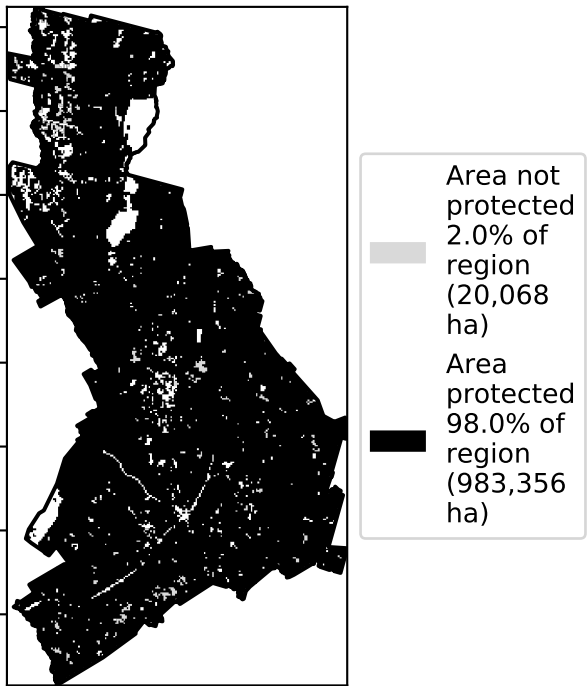 Area not
protected
2.0% of
region
(20,068
ha)
Area
protected
98.0% of
region
(983,356
ha)